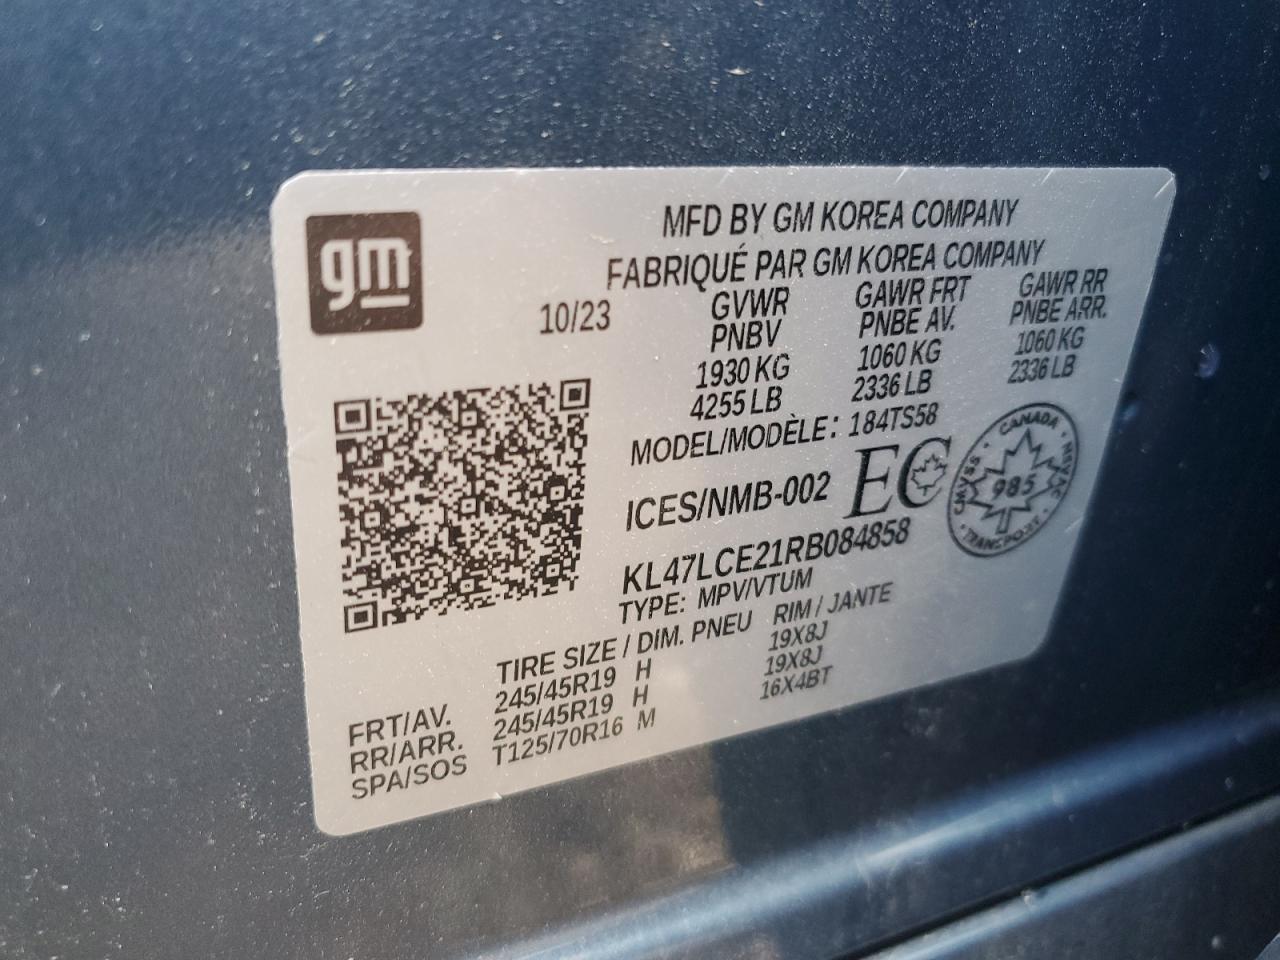 gm
MFD BY GM KOREA COMPANY
FABRIQUÉ PAR GM KOREA COMPANY
10/23 GVWR GAWR FRT GAWR RR
PNBV PNBE AV. PNBE ARR.
1930 KG 1060 KG 1060 KG
4255 LB 2336 LB 2336 LB
MODEL/MODÈLE: 184TS58
ICES/NMB-002 EC
CANADA
CMVSS NSVAC
985
TRANSPORT
KL47LCE21RB084858
TYPE: MPV/VTUM
TIRE SIZE / DIM. PNEU RIM / JANTE
FRT/AV. 245/45R19 H 19X8J
RR/ARR. 245/45R19 H 19X8J
SPA/SOS T125/70R16 M 16X4BT